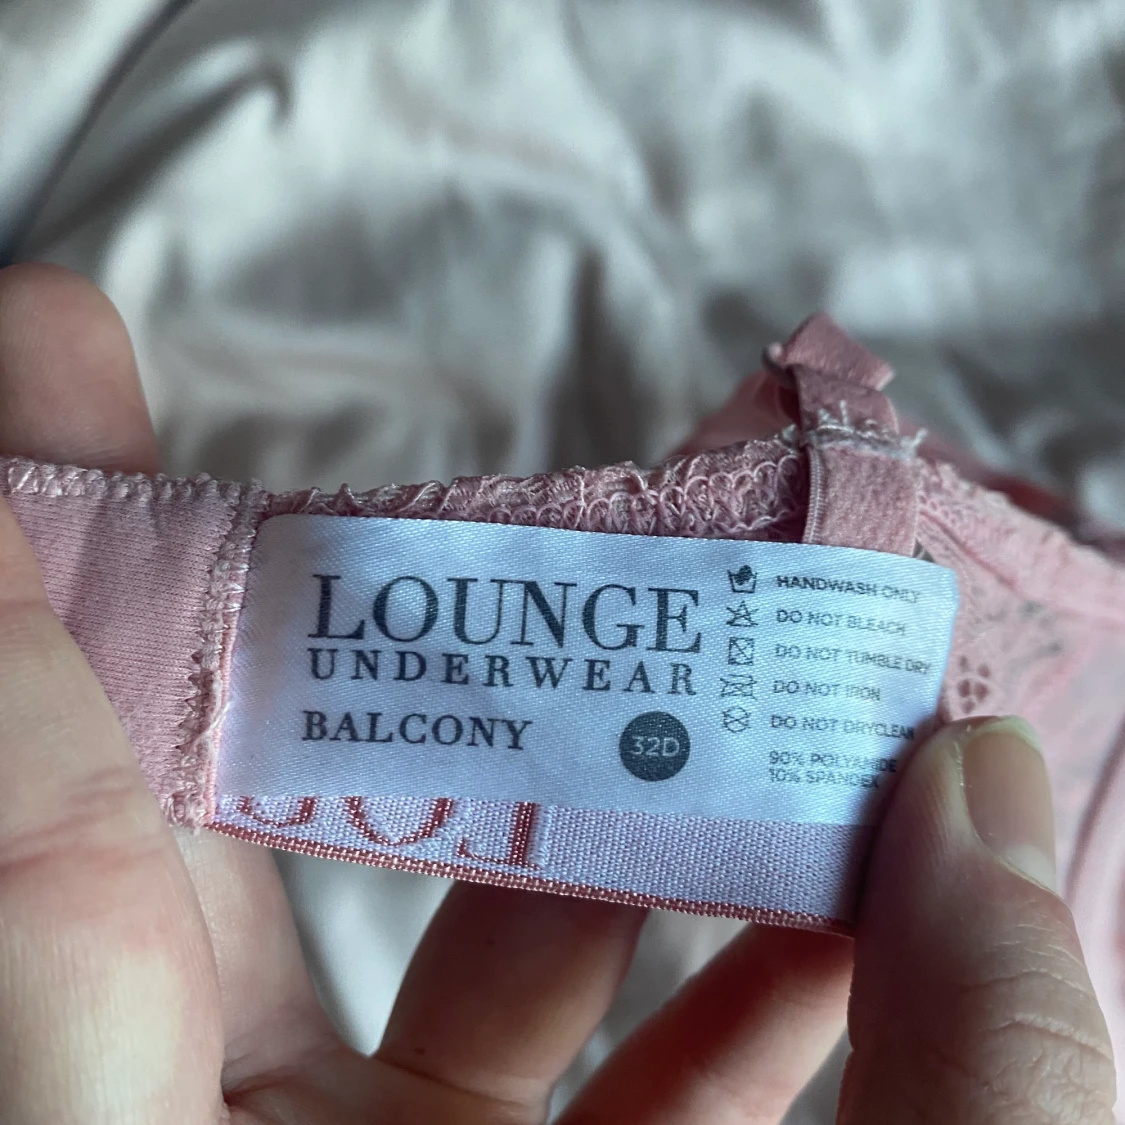 LOUNGE
UNDERWEAR
BALCONY
32D
HANDWASH ONLY
DO NOT BLEACH
DO NOT TUMBLE DRY
DO NOT IRON
DO NOT DRYCLEAN
90% POLYAMIDE
10% SPANDEX